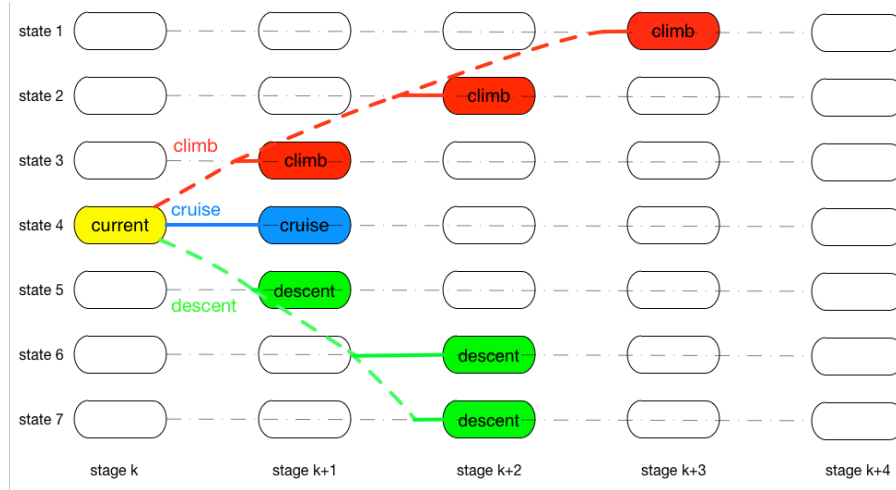 state 1
climb
state 2
climb
climb
state 3
climb
cruise
state 4
current
cruise
state 5
descent
descent
state 6
descent
state 7
descent
stage k
stage k+1
stage k+2
stage k+3
stage k+4